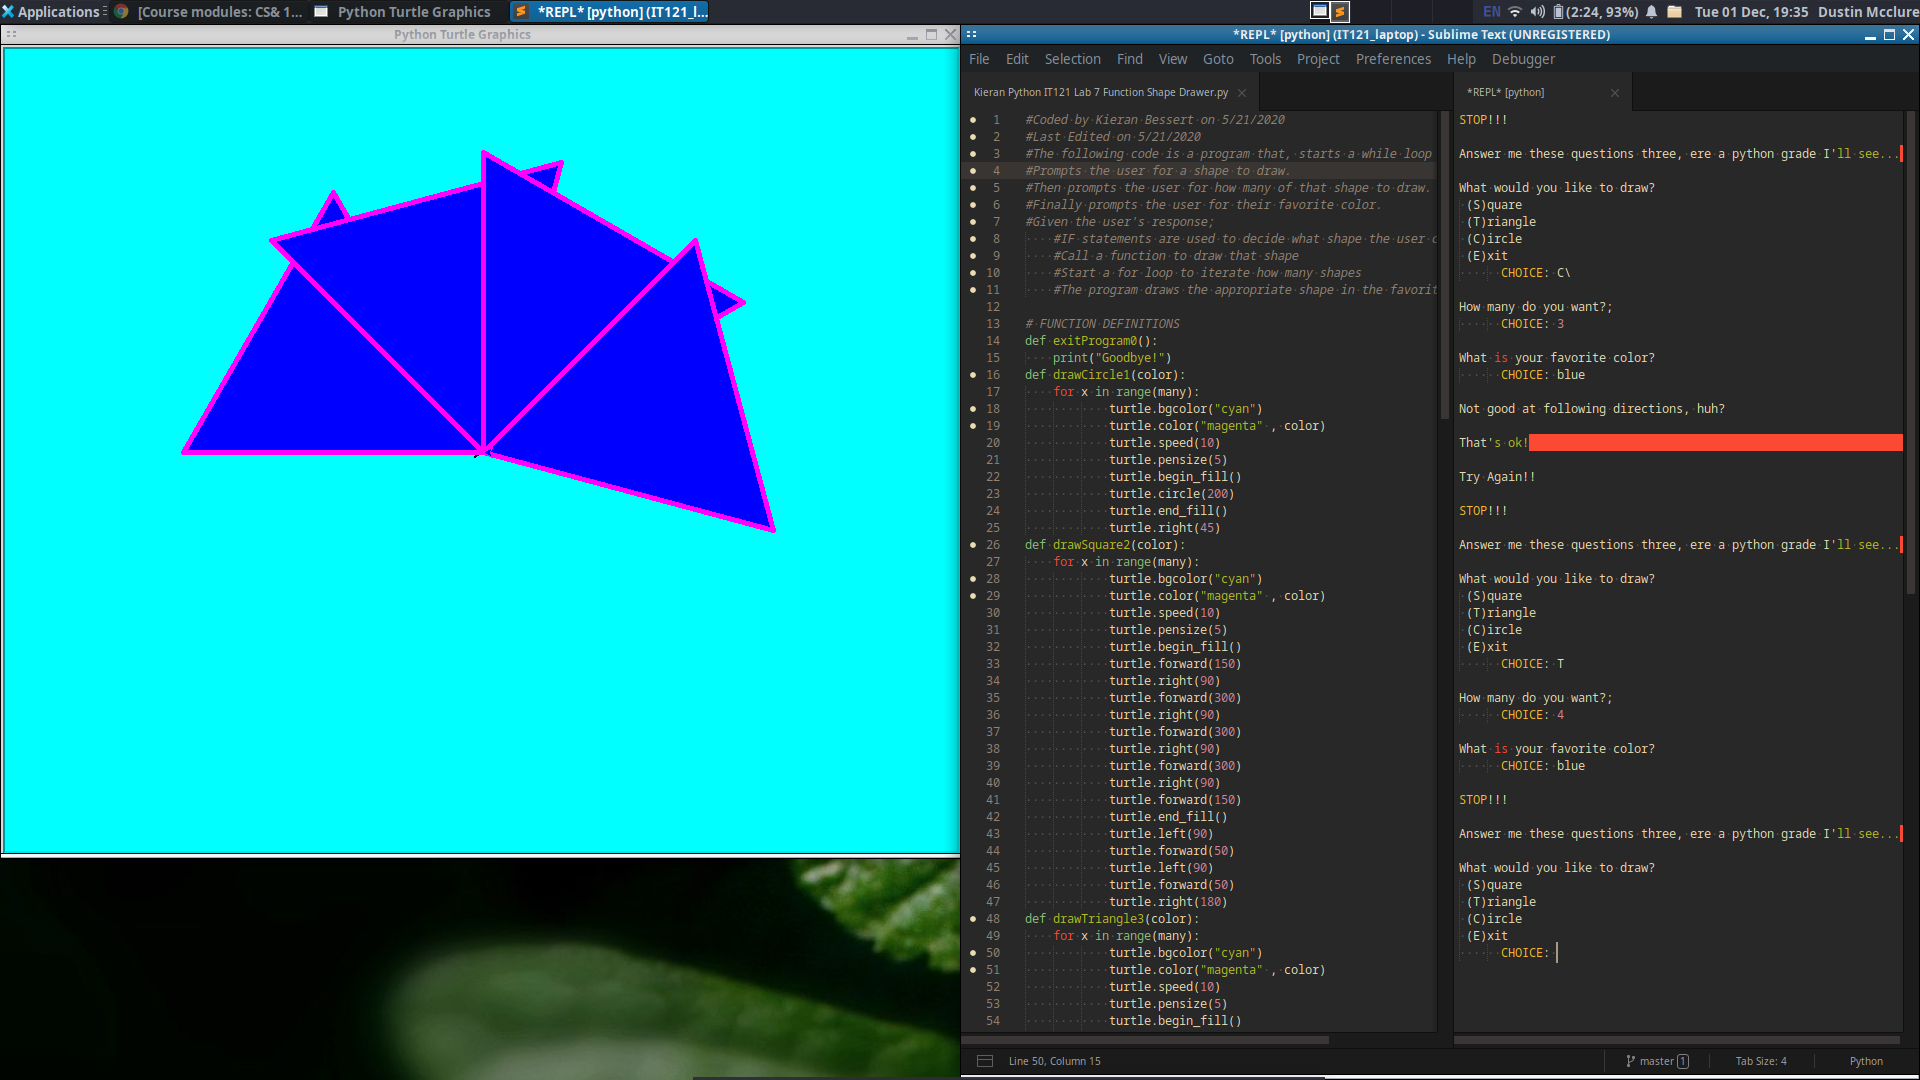 Applications
[Course modules: CS& 1...
Python Turtle Graphics
*REPL* [python] (IT121_l...
EN
(2:24, 93%)
Tue 01 Dec, 19:35
Dustin Mcclure
Python Turtle Graphics
*REPL* [python] (IT121_laptop) - Sublime Text (UNREGISTERED)
File Edit Selection Find View Goto Tools Project Preferences Help Debugger
Kieran Python IT121 Lab 7 Function Shape Drawer.py
1 #Coded by Kieran Bessert on 5/21/2020
2 #Last Edited on 5/21/2020
3 #The following code is a program that, starts a while loop
4 #Prompts the user for a shape to draw.
5 #Then prompts the user for how many of that shape to draw.
6 #Finally prompts the user for their favorite color.
7 #Given the user's response;
8 #IF statements are used to decide what shape the user
9 #Call a function to draw that shape
10 #Start a for loop to iterate how many shapes
11 #The program draws the appropriate shape in the favorit
12
13 # FUNCTION DEFINITIONS
14 def exitProgram0():
15 print("Goodbye!")
16 def drawCircle1(color):
17 for x in range(many):
18 turtle.bgcolor("cyan")
19 turtle.color("magenta" , color)
20 turtle.speed(10)
21 turtle.pensize(5)
22 turtle.begin_fill()
23 turtle.circle(200)
24 turtle.end_fill()
25 turtle.right(45)
26 def drawSquare2(color):
27 for x in range(many):
28 turtle.bgcolor("cyan")
29 turtle.color("magenta" , color)
30 turtle.speed(10)
31 turtle.pensize(5)
32 turtle.begin_fill()
33 turtle.forward(150)
34 turtle.right(90)
35 turtle.forward(300)
36 turtle.right(90)
37 turtle.forward(300)
38 turtle.right(90)
39 turtle.forward(300)
40 turtle.right(90)
41 turtle.forward(150)
42 turtle.end_fill()
43 turtle.left(90)
44 turtle.forward(50)
45 turtle.left(90)
46 turtle.forward(50)
47 turtle.right(180)
48 def drawTriangle3(color):
49 for x in range(many):
50 turtle.bgcolor("cyan")
51 turtle.color("magenta" , color)
52 turtle.speed(10)
53 turtle.pensize(5)
54 turtle.begin_fill()
*REPL* [python]
STOP!!!
Answer me these questions three, ere a python grade I'll see...
What would you like to draw?
(S)quare
(T)riangle
(C)ircle
(E)xit
CHOICE: C\
How many do you want?;
CHOICE: 3
What is your favorite color?
CHOICE: blue
Not good at following directions, huh?
That's ok!
Try Again!!
STOP!!!
Answer me these questions three, ere a python grade I'll see...
What would you like to draw?
(S)quare
(T)riangle
(C)ircle
(E)xit
CHOICE: T
How many do you want?;
CHOICE: 4
What is your favorite color?
CHOICE: blue
STOP!!!
Answer me these questions three, ere a python grade I'll see...
What would you like to draw?
(S)quare
(T)riangle
(C)ircle
(E)xit
CHOICE:
Line 50, Column 15
master 1
Tab Size: 4
Python